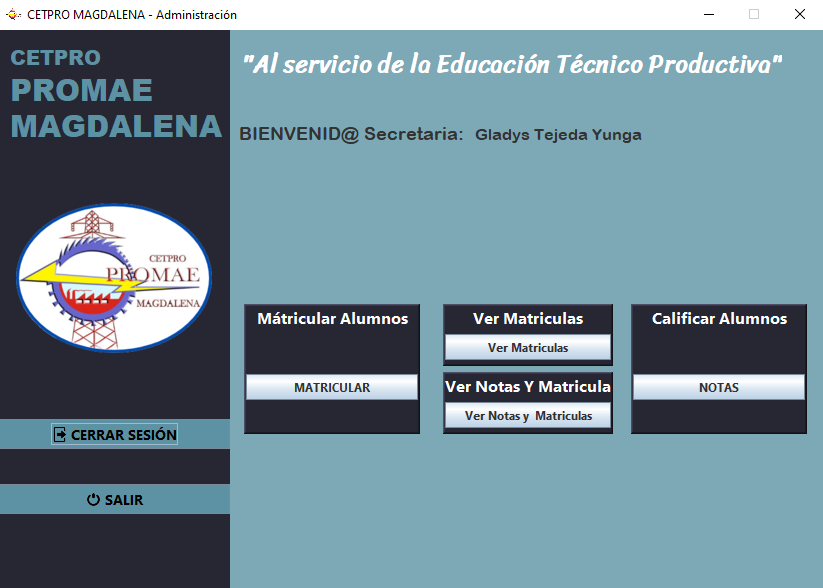 CETPRO MAGDALENA - Administración
CETPRO
PROMAE
MAGDALENA
"Al servicio de la Educación Técnico Productiva"
BIENVENID@ Secretaria: Gladys Tejeda Yunga
CETPRO
PROMAE
MAGDALENA
Mátricular Alumnos
MATRICULAR
Ver Matriculas
Ver Matriculas
Ver Notas Y Matricula
Ver Notas y Matriculas
Calificar Alumnos
NOTAS
CERRAR SESIÓN
SALIR